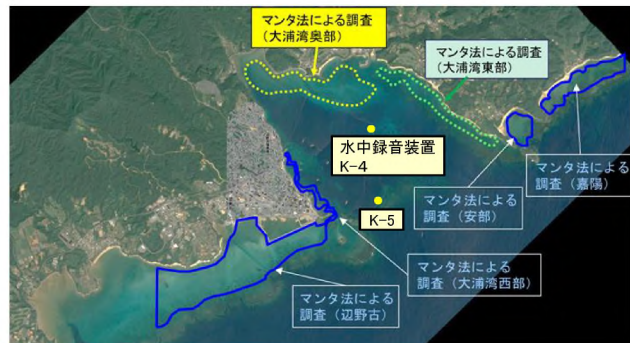 マンタ法による調査
（大浦湾奥部）
マンタ法による調査
（大浦湾東部）
水中録音装置
K-4
K-5
マンタ法による
調査（嘉陽）
マンタ法による
調査（安部）
マンタ法による
調査（大浦湾西部）
マンタ法による
調査（辺野古）